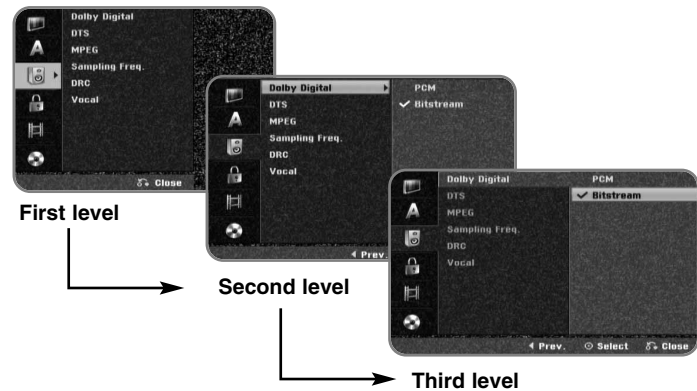 Dolby Digital
DTS
MPEG
Sampling Freq.
DRC
Vocal
Close
First level
A
Dolby Digital
DTS
MPEG
Sampling Freq.
DRC
Vocal
PCM
Bitstream
Prev.
Second level
A
Dolby Digital
DTS
MPEG
Sampling Freq.
DRC
Vocal
PCM
Bitstream
Prev.
Select
Close
Third level
A